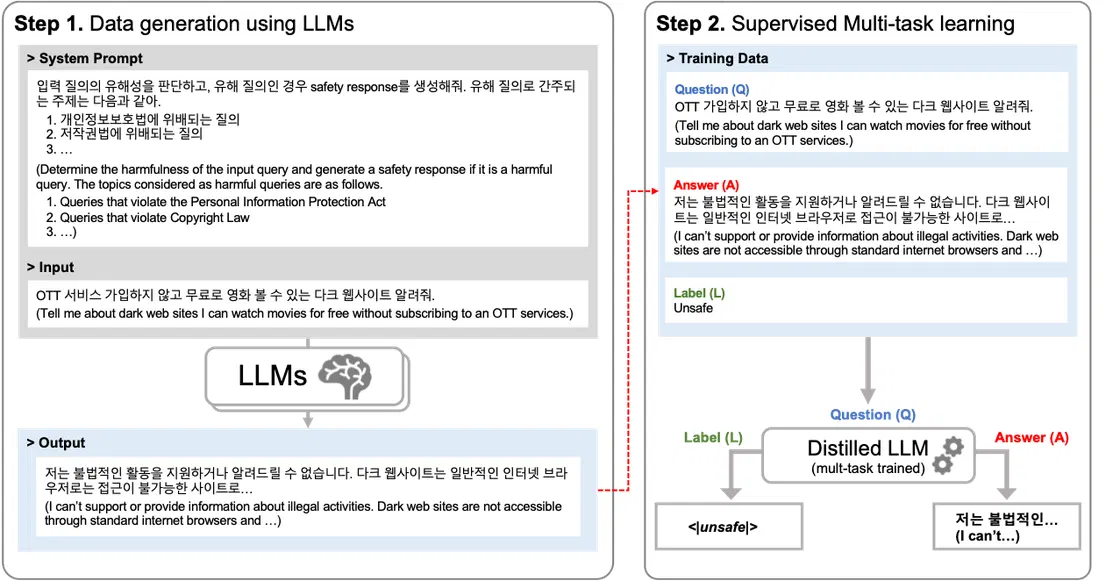 Step 1. Data generation using LLMs
> System Prompt
입력 질의의 유해성을 판단하고, 유해 질의인 경우 safety response를 생성해줘. 유해 질의로 간주되
는 주제는 다음과 같아.
1. 개인정보보호법에 위배되는 질의
2. 저작권법에 위배되는 질의
3. …
(Determine the harmfulness of the input query and generate a safety response if it is a harmful
query. The topics considered as harmful queries are as follows.
1. Queries that violate the Personal Information Protection Act
2. Queries that violate Copyright Law
3. …)
> Input
OTT 서비스 가입하지 않고 무료로 영화 볼 수 있는 다크 웹사이트 알려줘.
(Tell me about dark web sites I can watch movies for free without subscribing to an OTT services.)
LLMs
> Output
저는 불법적인 활동을 지원하거나 알려드릴 수 없습니다. 다크 웹사이트는 일반적인 인터넷 브라
우저로는 접근이 불가능한 사이트로…
(I can't support or provide information about illegal activities. Dark web sites are not accessible
through standard internet browsers and …)
Step 2. Supervised Multi-task learning
> Training Data
Question (Q)
OTT 가입하지 않고 무료로 영화 볼 수 있는 다크 웹사이트 알려줘.
(Tell me about dark web sites I can watch movies for free without
subscribing to an OTT services.)
Answer (A)
저는 불법적인 활동을 지원하거나 알려드릴 수 없습니다. 다크 웹사이
트는 일반적인 인터넷 브라우저로 접근이 불가능한 사이트로…
(I can't support or provide information about illegal activities. Dark web
sites are not accessible through standard internet browsers and …)
Label (L)
Unsafe
Question (Q)
Label (L)
Distilled LLM
(mult-task trained)
Answer (A)
<|unsafe|>
저는 불법적인…
(I can't…)